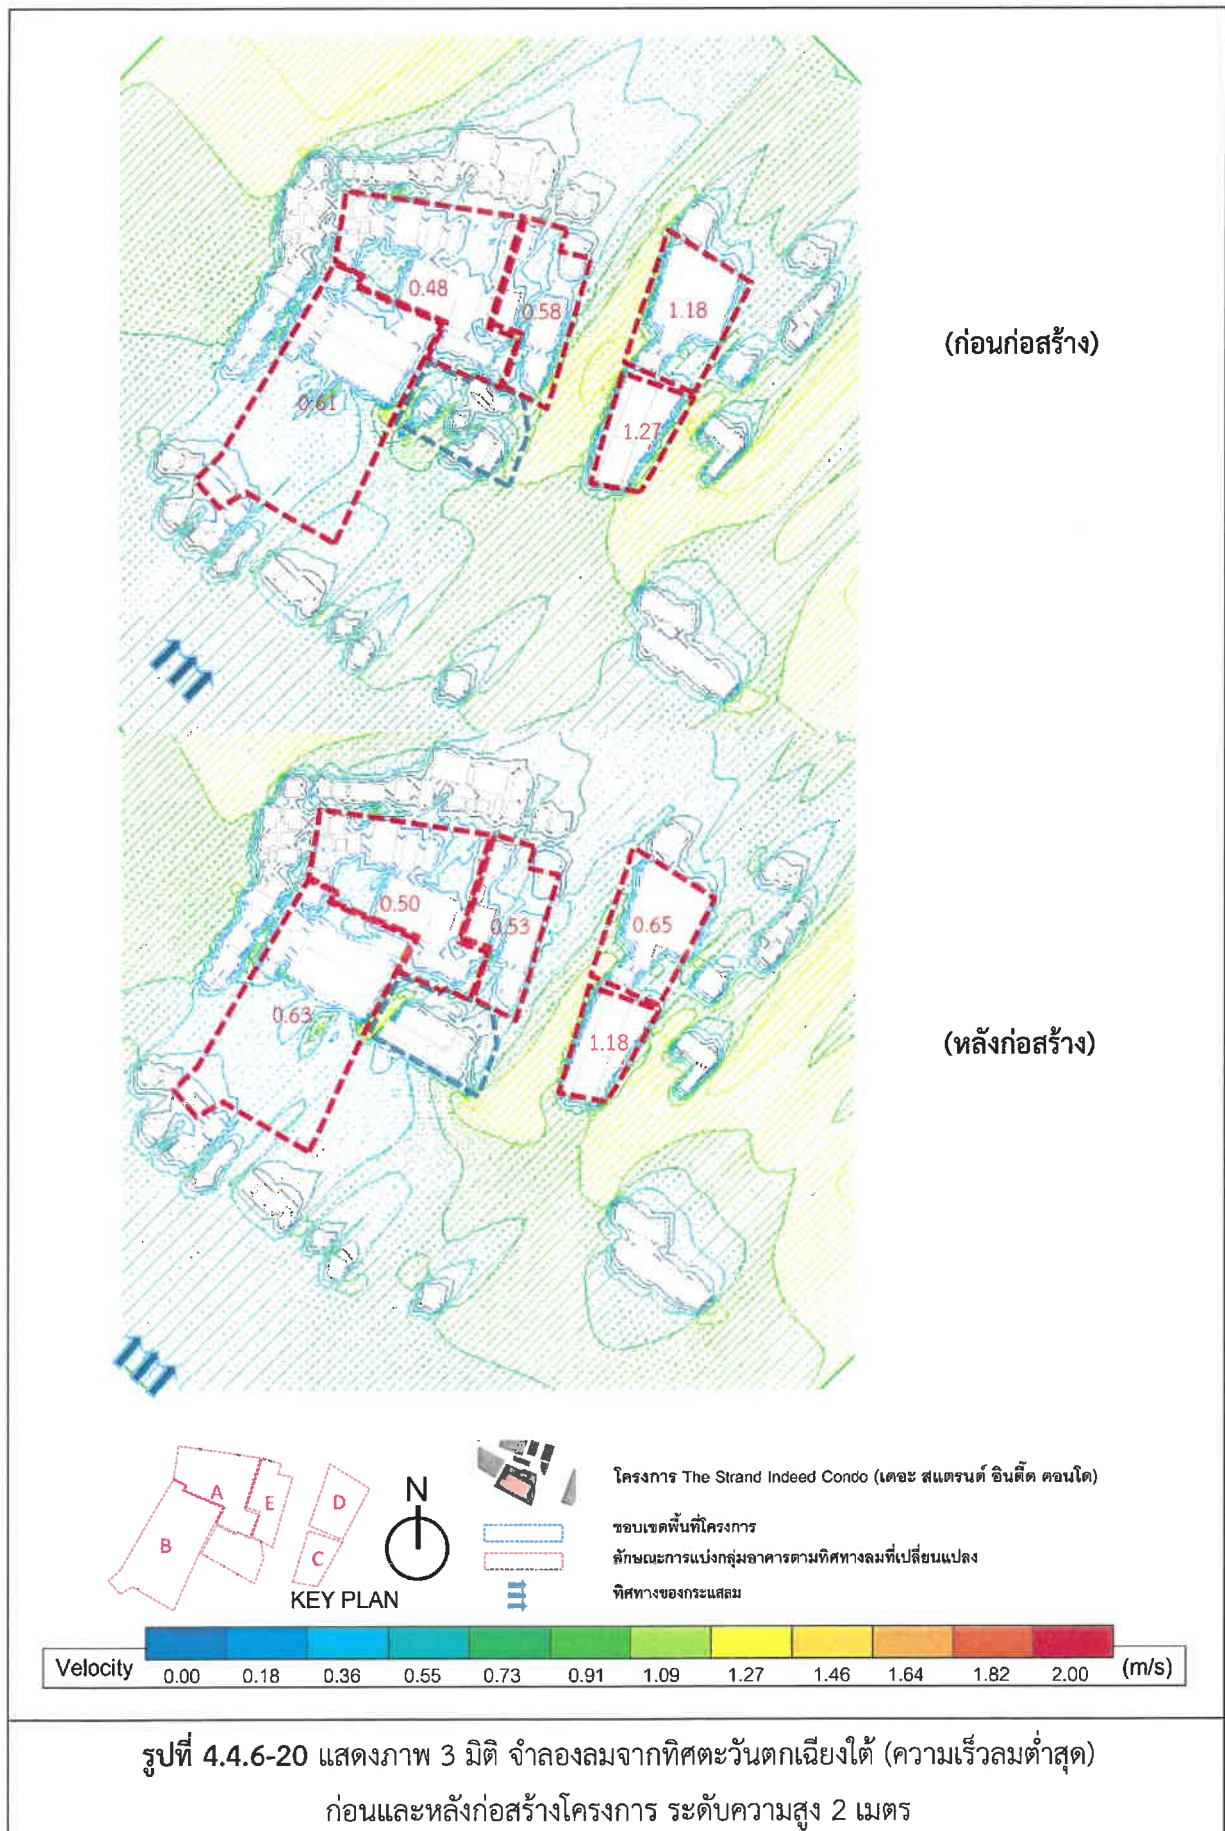 0.48
0.58
1.18
(ก่อนก่อสร้าง)
0.61
1.27
0.50
0.53
0.65
0.63
1.18
(หลังก่อสร้าง)
A
E
D
B
C
KEY PLAN
N
โครงการ The Strand Indeed Condo (เดอะ สแตรนด์ อินดี้ด คอนโด)
ขอบเขตพื้นที่โครงการ
ลักษณะการแบ่งกลุ่มอาคารตามทิศทางลมที่เปลี่ยนแปลง
ทิศทางของกระแสลม
Velocity 0.00 0.18 0.36 0.55 0.73 0.91 1.09 1.27 1.46 1.64 1.82 2.00 (m/s)
รูปที่ 4.4.6-20 แสดงภาพ 3 มิติ จำลองลมจากทิศตะวันตกเฉียงใต้ (ความเร็วลมต่ำสุด)
ก่อนและหลังก่อสร้างโครงการ ระดับความสูง 2 เมตร